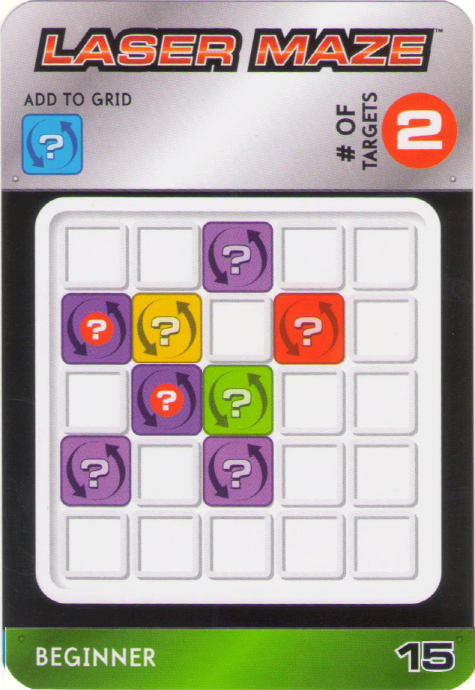 LASER MAZE™
ADD TO GRID
?
# OF
TARGETS
2
?
? ? ?
? ?
? ?
BEGINNER
15